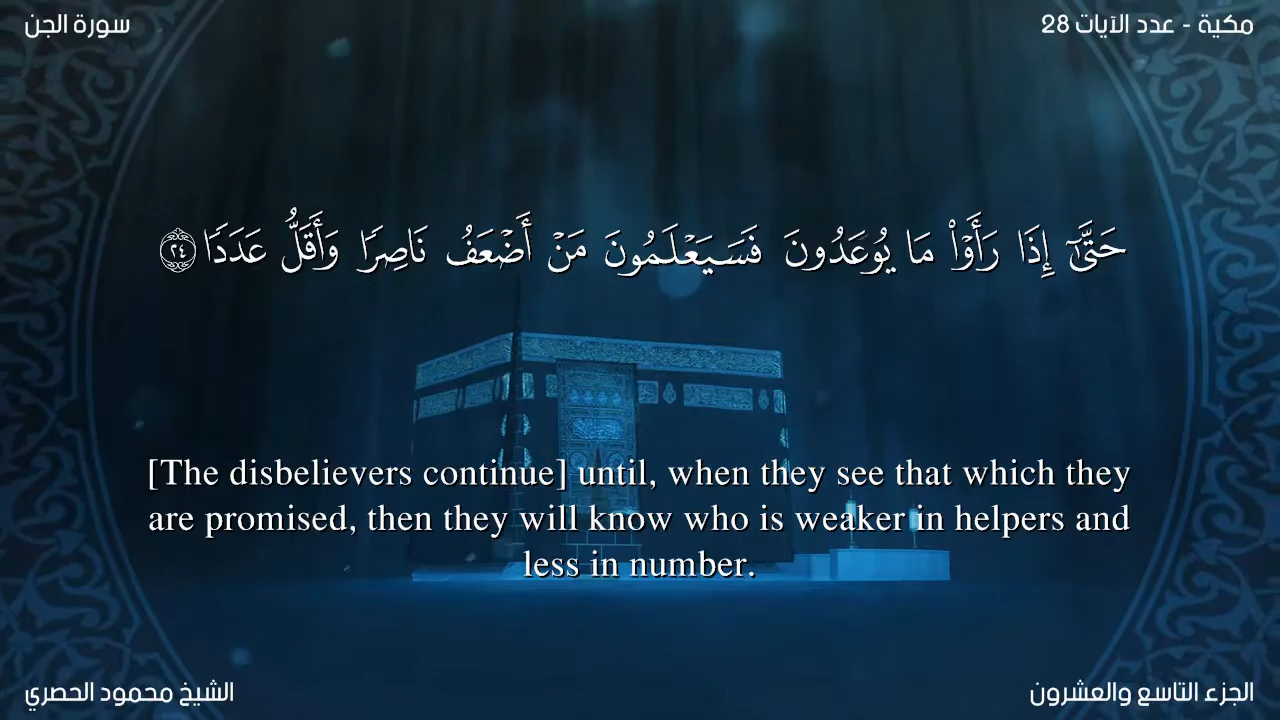 سورة الجن
مكية - عدد الآيات 28
حَتَّىٰٓ إِذَا رَأَوْا۟ مَا يُوعَدُونَ فَسَيَعْلَمُونَ مَنْ أَضْعَفُ نَاصِرًا وَأَقَلُّ عَدَدًا ٢٤
[The disbelievers continue] until, when they see that which they
are promised, then they will know who is weaker in helpers and
less in number.
الشيخ محمود الحصري
الجزء التاسع والعشرون